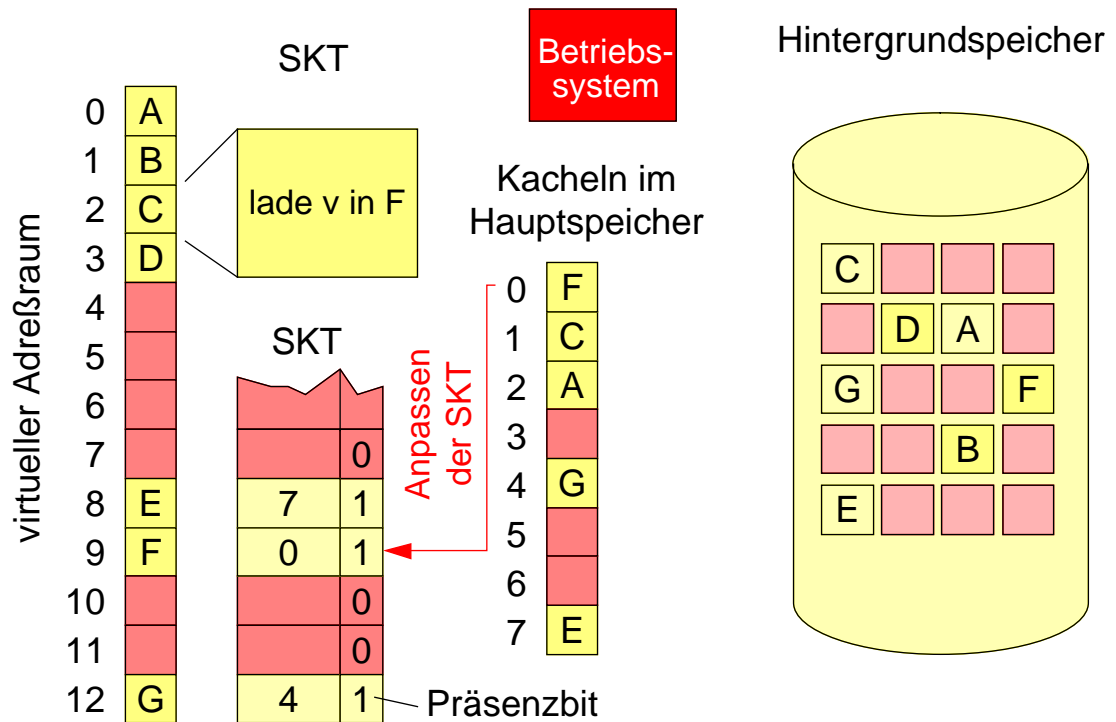 SKT
Betriebs-
system
Hintergrundspeicher
virtueller Adreßraum
0 A
1 B
2 C
3 D
4
5
6
7
8 E
9 F
10
11
12 G
lade v in F
SKT
0
7 1
0 1
0
0
4 1
Präsenzbit
Anpassen
der SKT
Kacheln im
Hauptspeicher
0 F
1 C
2 A
3
4 G
5
6
7 E
C
D A
G F
B
E